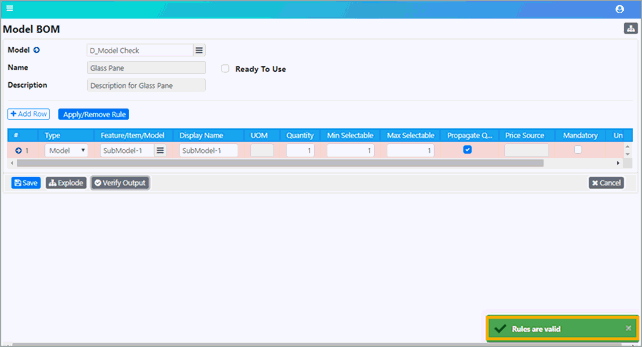 Model BOM
Model D_Model Check
Name Glass Pane Ready To Use
Description Description for Glass Pane
+ Add Row Apply/Remove Rule
# Type Feature/Item/Model Display Name UOM Quantity Min Selectable Max Selectable Propagate Q... Price Source Mandatory Un
1 Model SubModel-1 SubModel-1 1 1 1
Save Explode Verify Output Cancel
Rules are valid